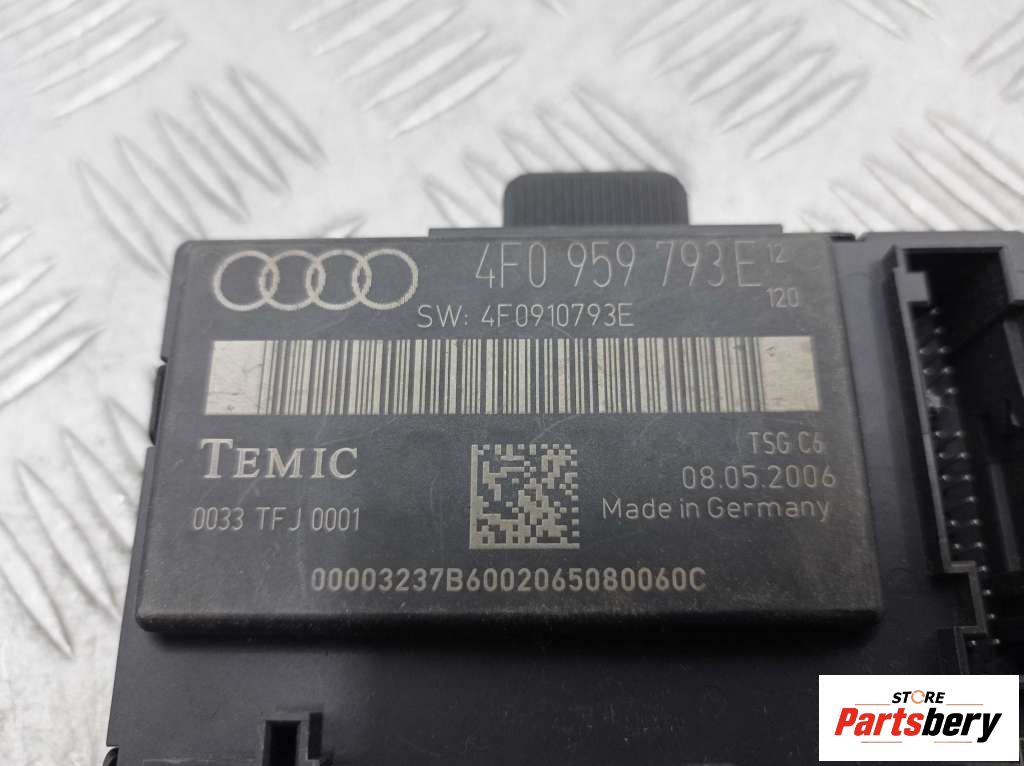 4F0 959 793E 12
120
SW: 4F0910793E
TEMIC
TSG C6
08.05.2006
0033 TFJ 0001
Made in Germany
00003237B6002065080060C
STORE
Partsbery